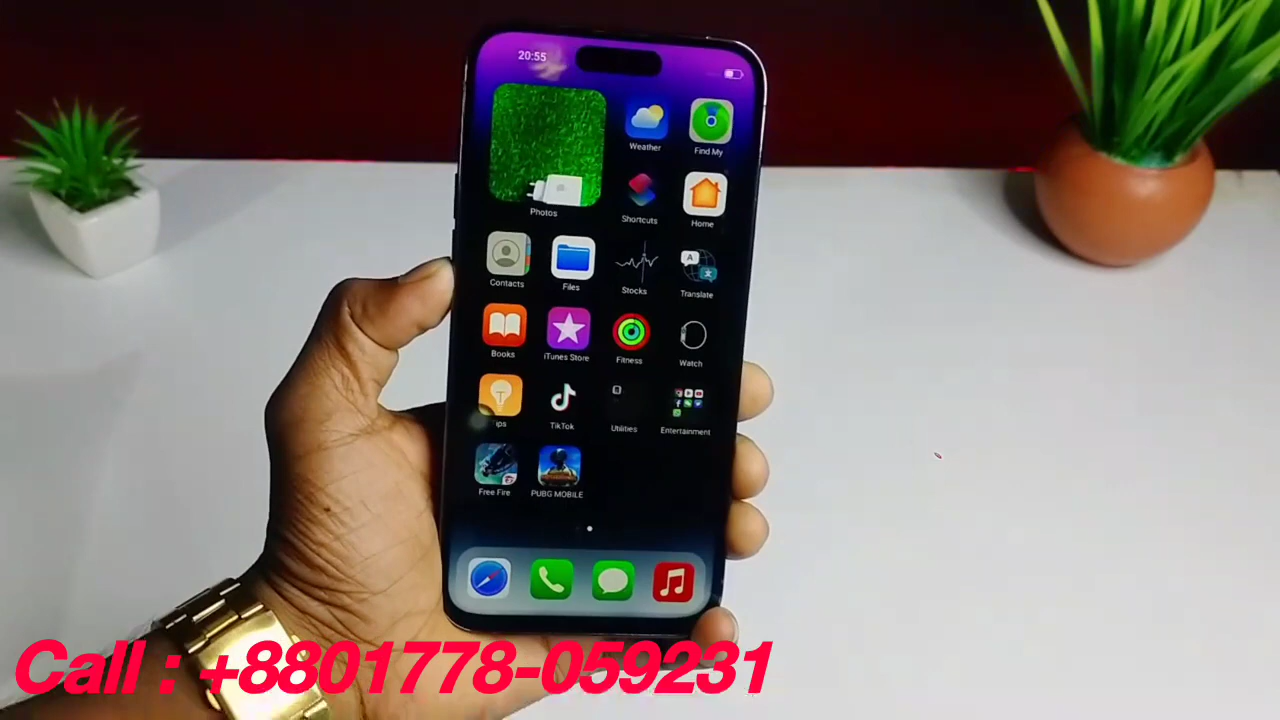 20:55
Weather
Find My
Photos
Shortcuts
Home
Contacts
Files
Stocks
Translate
Books
iTunes Store
Fitness
Watch
ips
TikTok
Utilities
Entertainment
Free Fire
PUBG MOBILE
Call : +8801778-059231